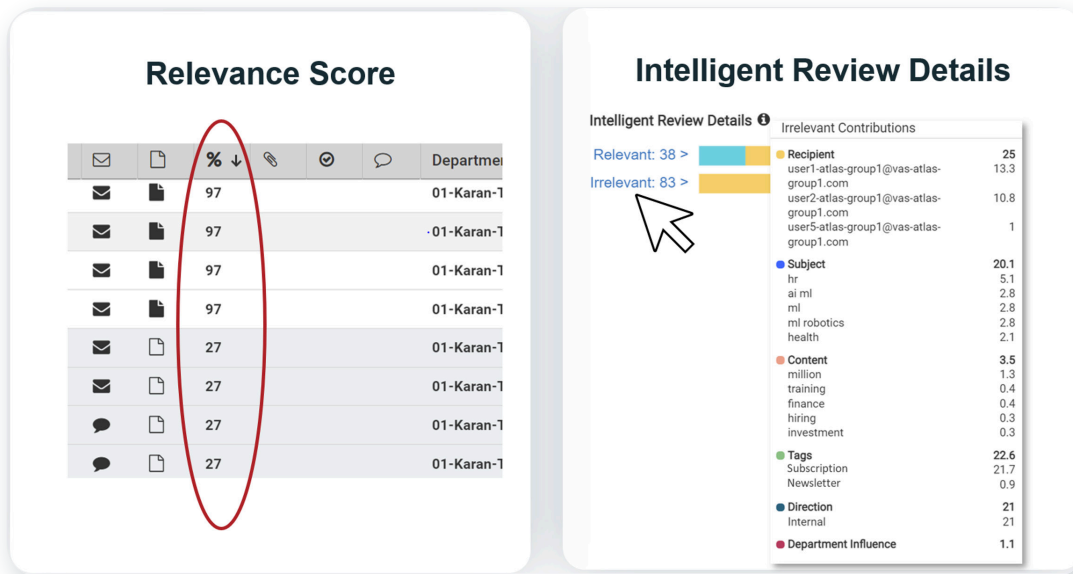 Relevance Score
% ↓ Departmen
97 01-Karan-T
97 01-Karan-T
97 01-Karan-T
97 01-Karan-T
27 01-Karan-T
27 01-Karan-T
27 01-Karan-T
27 01-Karan-T
Intelligent Review Details
Intelligent Review Details
Relevant: 38 >
Irrelevant: 83 >
Irrelevant Contributions
Recipient 25
user1-atlas-group1@vas-atlas- 13.3
group1.com
user2-atlas-group1@vas-atlas- 10.8
group1.com
user5-atlas-group1@vas-atlas- 1
group1.com
Subject 20.1
hr 5.1
ai ml 2.8
ml 2.8
ml robotics 2.8
health 2.1
Content 3.5
million 1.3
training 0.4
finance 0.4
hiring 0.3
investment 0.3
Tags 22.6
Subscription 21.7
Newsletter 0.9
Direction 21
Internal 21
Department Influence 1.1